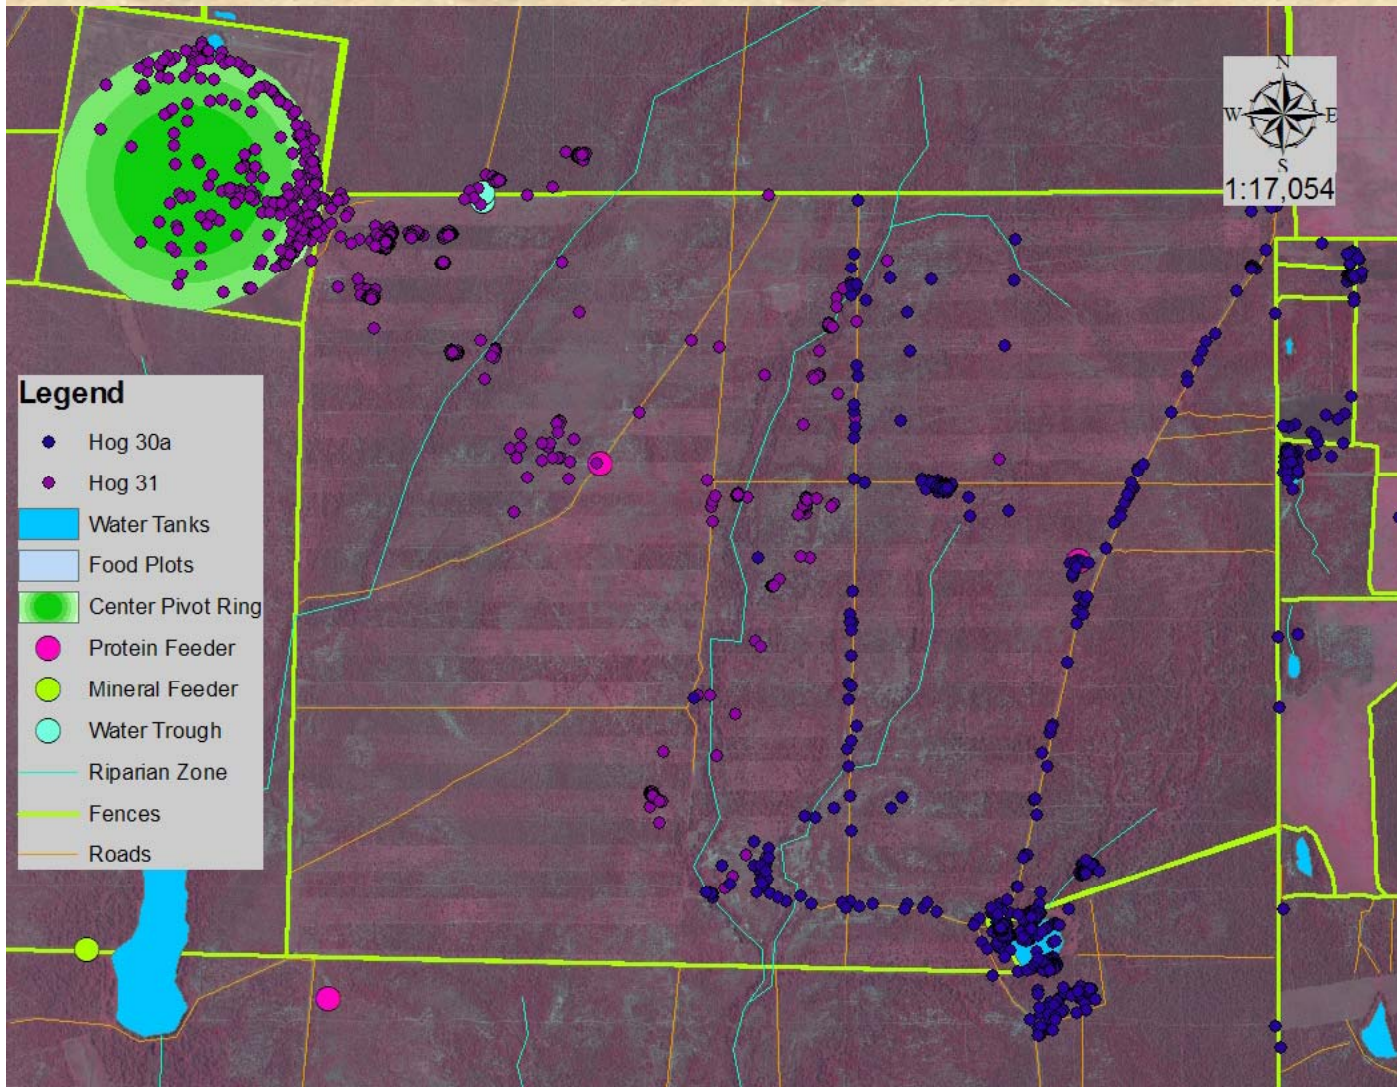 N
W E
S
1:17,054
Legend
Hog 30a
Hog 31
Water Tanks
Food Plots
Center Pivot Ring
Protein Feeder
Mineral Feeder
Water Trough
Riparian Zone
Fences
Roads